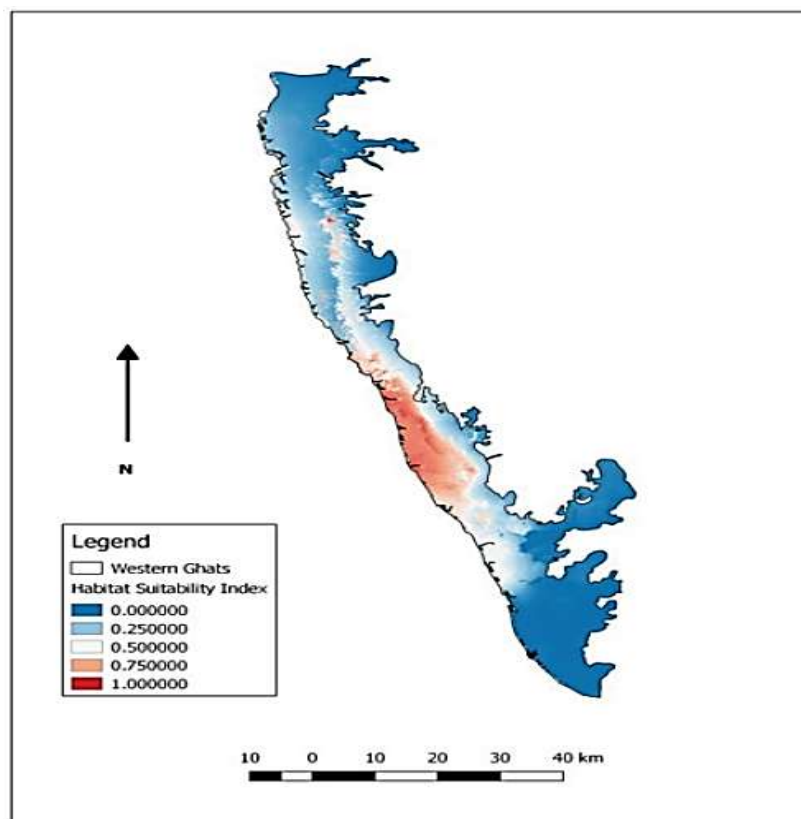 N
Legend
Western Ghats
Habitat Suitability Index
0.000000
0.250000
0.500000
0.750000
1.000000
10 0 10 20 30 40 km